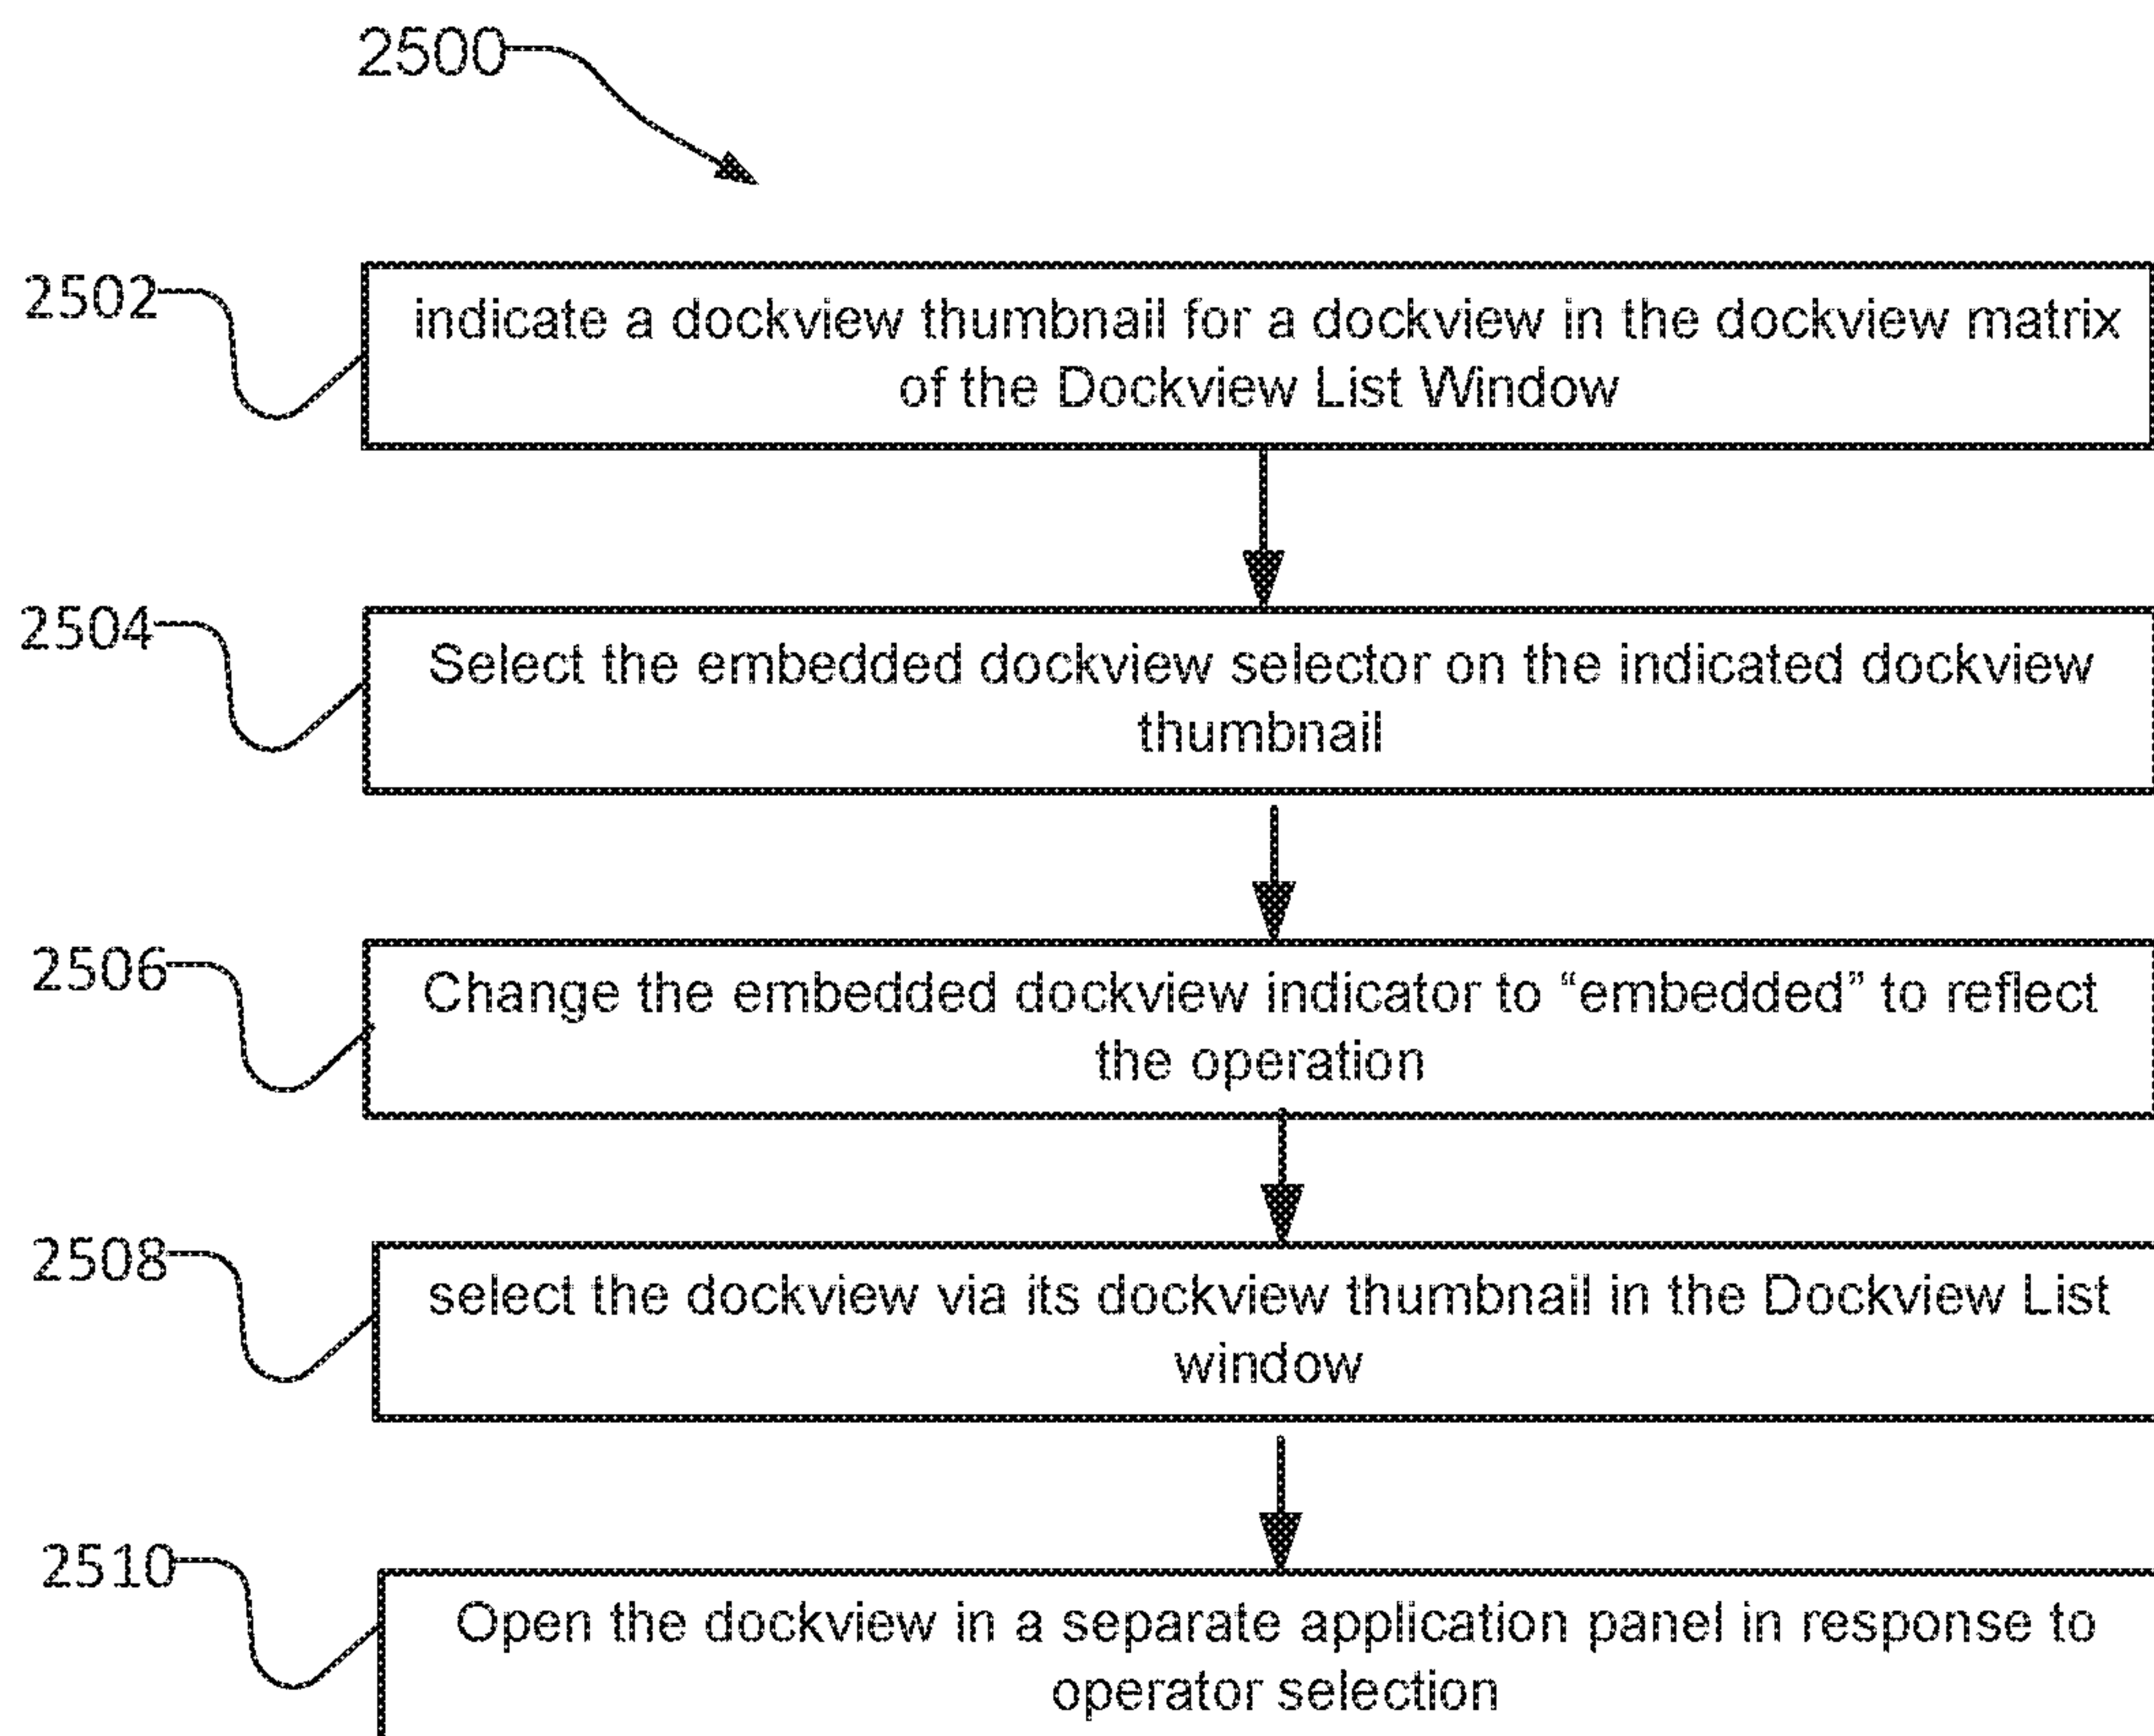 2500
2502
indicate a dockview thumbnail for a dockview in the dockview matrix
of the Dockview List Window
2504
Select the embedded dockview selector on the indicated dockview
thumbnail
2506
Change the embedded dockview indicator to “embedded” to reflect
the operation
2508
select the dockview via its dockview thumbnail in the Dockview List
window
2510
Open the dockview in a separate application panel in response to
operator selection